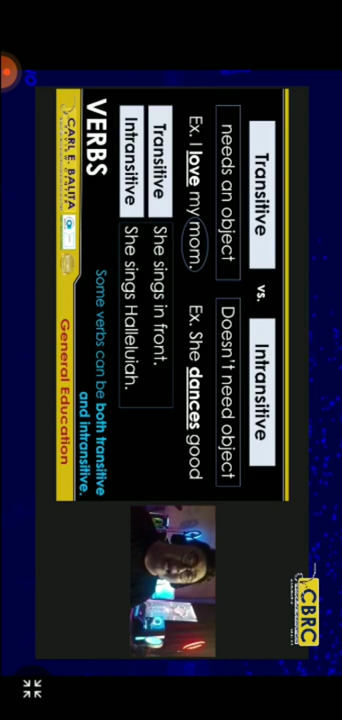 Transitive vs. Intransitive
needs an object Doesn't need object
Ex. I love my mom. Ex. She dances good
Transitive She sings in front.
Intransitive She sings Halleluiah.
VERBS
Some verbs can be both transitive
and intransitive.
CARL E. BALITA
REVIEW CENTER
General Education
CBRC